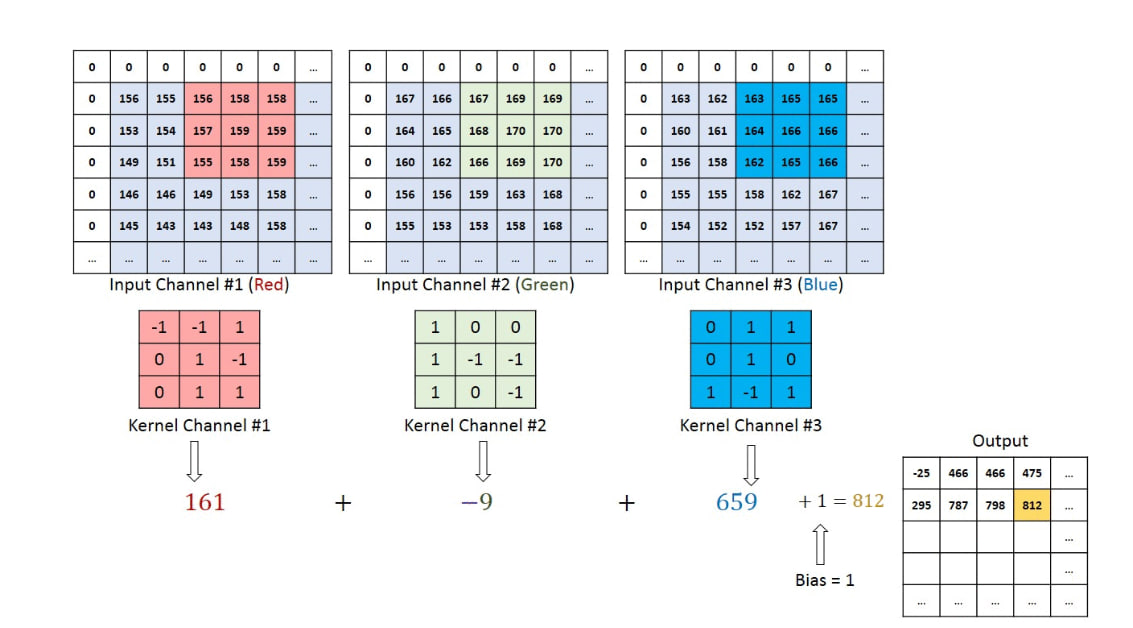 0 0 0 0 0 0 ... 0 0 0 0 0 0 ... 0 0 0 0 0 0 ...
0 156 155 156 158 158 ... 0 167 166 167 169 169 ... 0 163 162 163 165 165 ...
0 153 154 157 159 159 ... 0 164 165 168 170 170 ... 0 160 161 164 166 166 ...
0 149 151 155 158 159 ... 0 160 162 166 169 170 ... 0 156 158 162 165 166 ...
0 146 146 149 153 158 ... 0 156 156 159 163 168 ... 0 155 155 158 162 167 ...
0 145 143 143 148 158 ... 0 155 153 153 158 168 ... 0 154 152 152 157 167 ...
... ... ... ... ... ... ... ... ... ... ... ... ... ... ... ... ... ... ... ... ...
Input Channel #1 (Red) Input Channel #2 (Green) Input Channel #3 (Blue)
-1 -1 1 1 0 0 0 1 1
0 1 -1 1 -1 -1 0 1 0
0 1 1 1 0 -1 1 -1 1
Kernel Channel #1 Kernel Channel #2 Kernel Channel #3
161 + −9 + 659 + 1 = 812
Bias = 1
Output
-25 466 466 475 ...
295 787 798 812 ...
...
...
... ... ... ... ...